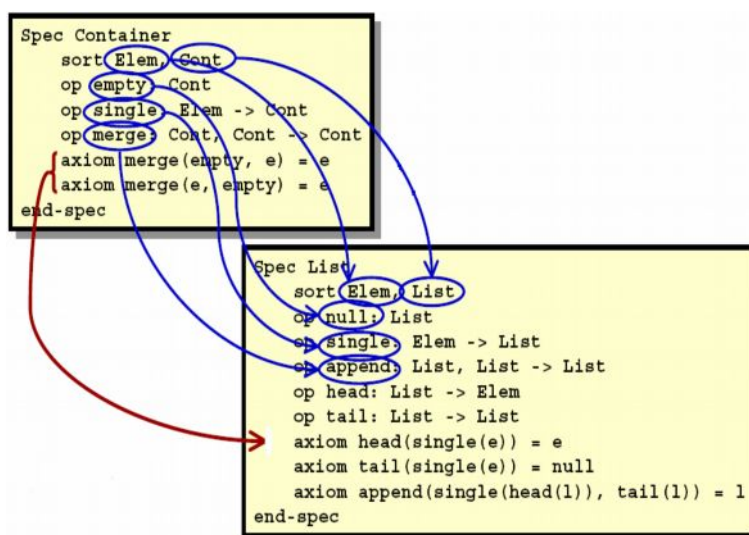 Spec Container
sort Elem, Cont
op empty: Cont
op single: Elem -> Cont
op merge: Cont, Cont -> Cont
axiom merge(empty, e) = e
axiom merge(e, empty) = e
end-spec
Spec List
sort Elem, List
op null: List
op single: Elem -> List
op append: List, List -> List
op head: List -> Elem
op tail: List -> List
axiom head(single(e)) = e
axiom tail(single(e)) = null
axiom append(single(head(l)), tail(l)) = l
end-spec